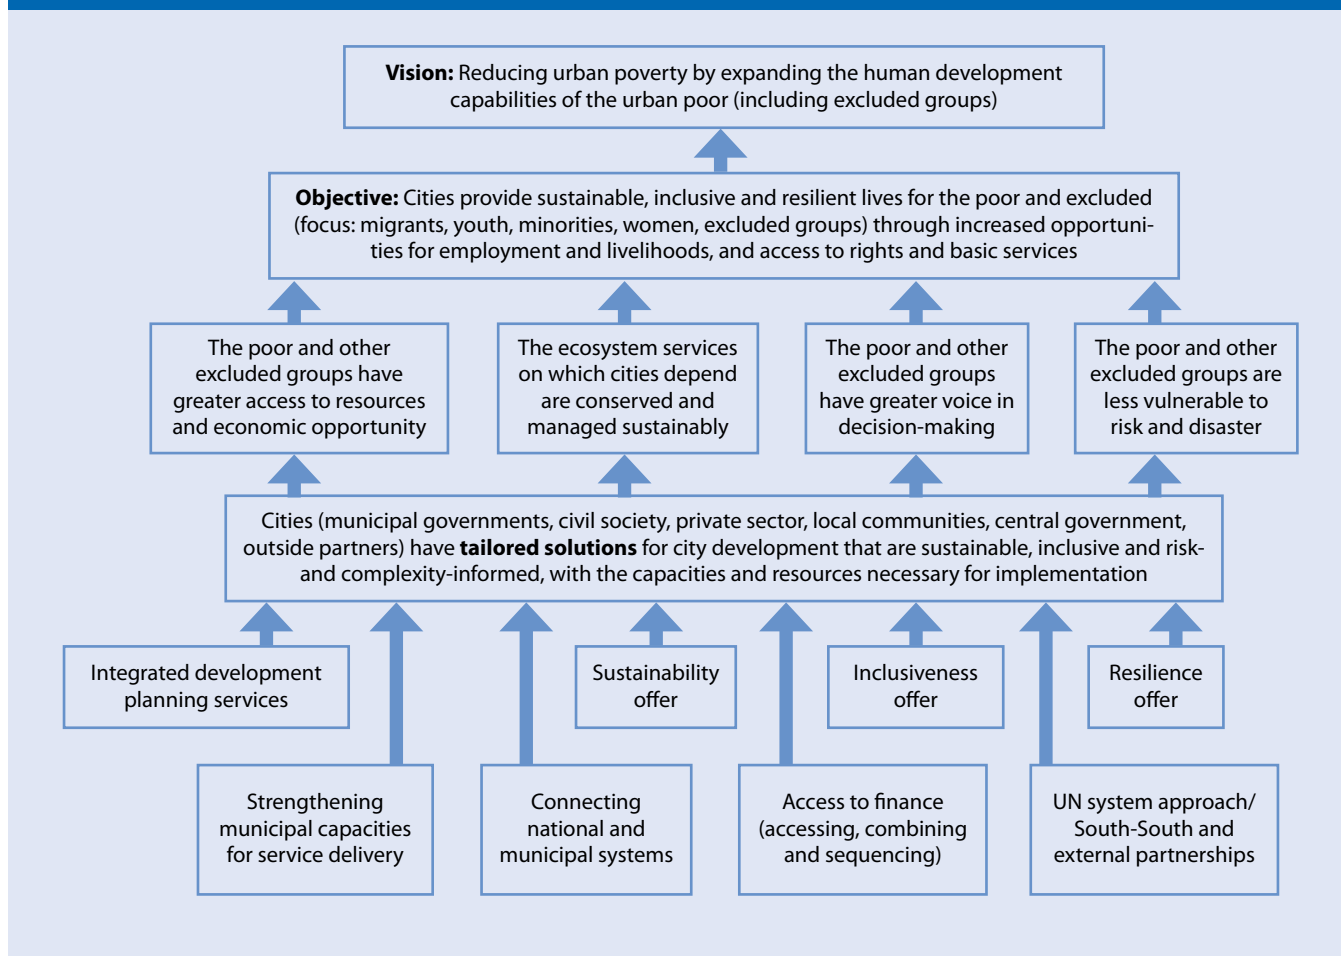 Vision: Reducing urban poverty by expanding the human development
capabilities of the urban poor (including excluded groups)
Objective: Cities provide sustainable, inclusive and resilient lives for the poor and excluded
(focus: migrants, youth, minorities, women, excluded groups) through increased opportuni-
ties for employment and livelihoods, and access to rights and basic services
The poor and other
excluded groups have
greater access to resources
and economic opportunity
The ecosystem services
on which cities depend
are conserved and
managed sustainably
The poor and other
excluded groups
have greater voice in
decision-making
The poor and other
excluded groups are
less vulnerable to
risk and disaster
Cities (municipal governments, civil society, private sector, local communities, central government,
outside partners) have tailored solutions for city development that are sustainable, inclusive and risk-
and complexity-informed, with the capacities and resources necessary for implementation
Integrated development
planning services
Sustainability
offer
Inclusiveness
offer
Resilience
offer
Strengthening
municipal capacities
for service delivery
Connecting
national and
municipal systems
Access to finance
(accessing, combining
and sequencing)
UN system approach/
South-South and
external partnerships